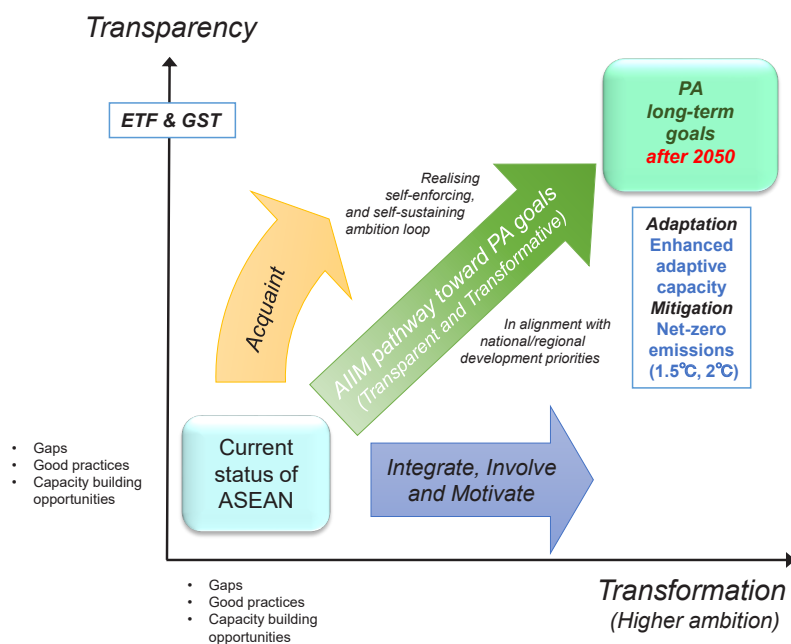 Transparency
ETF & GST
PA
long-term
goals
after 2050
Realising
self-enforcing,
and self-sustaining
ambition loop
Acquaint
AIIM pathway toward PA goals
(Transparent and Transformative)
Adaptation
Enhanced
adaptive
capacity
Mitigation
Net-zero
emissions
(1.5℃, 2℃)
In alignment with
national/regional
development priorities
Current
status of
ASEAN
Integrate, Involve
and Motivate
• Gaps
• Good practices
• Capacity building
opportunities
• Gaps
• Good practices
• Capacity building
opportunities
Transformation
(Higher ambition)